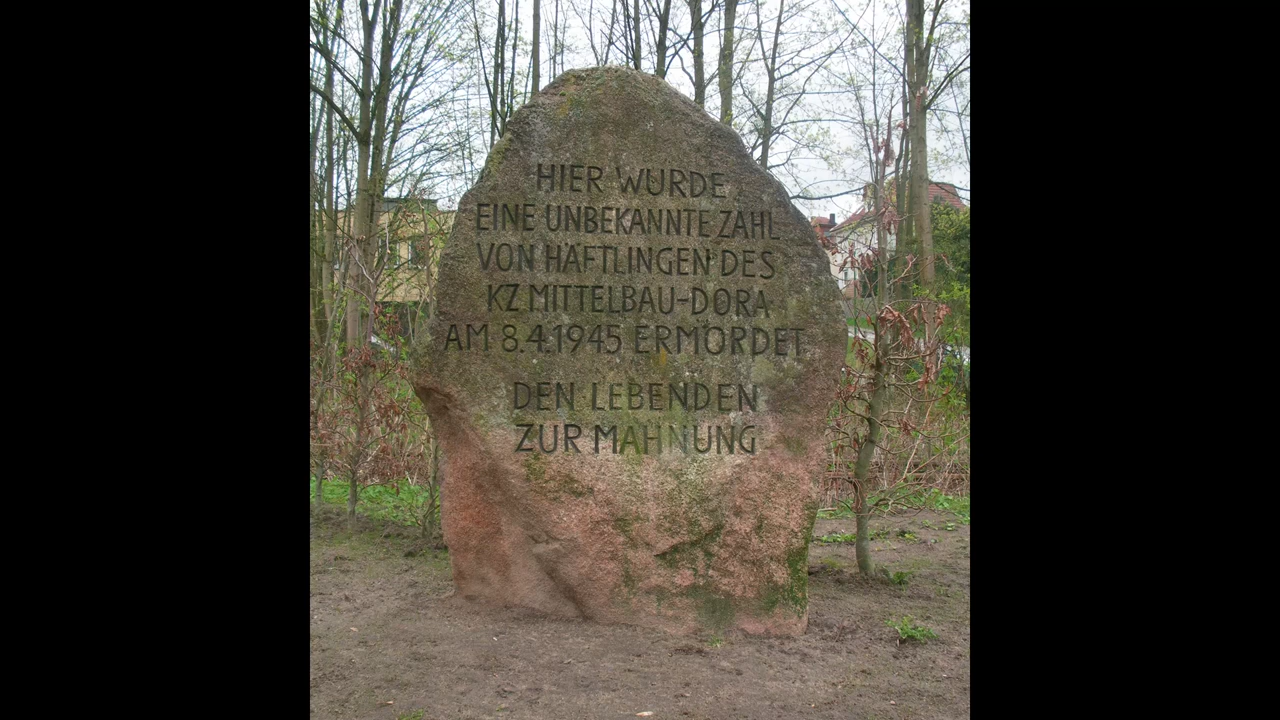 HIER WURDE
EINE UNBEKANNTE ZAHL
VON HÄFTLINGEN DES
KZ MITTELBAU-DORA
AM 8.4.1945 ERMORDET
DEN LEBENDEN
ZUR MAHNUNG